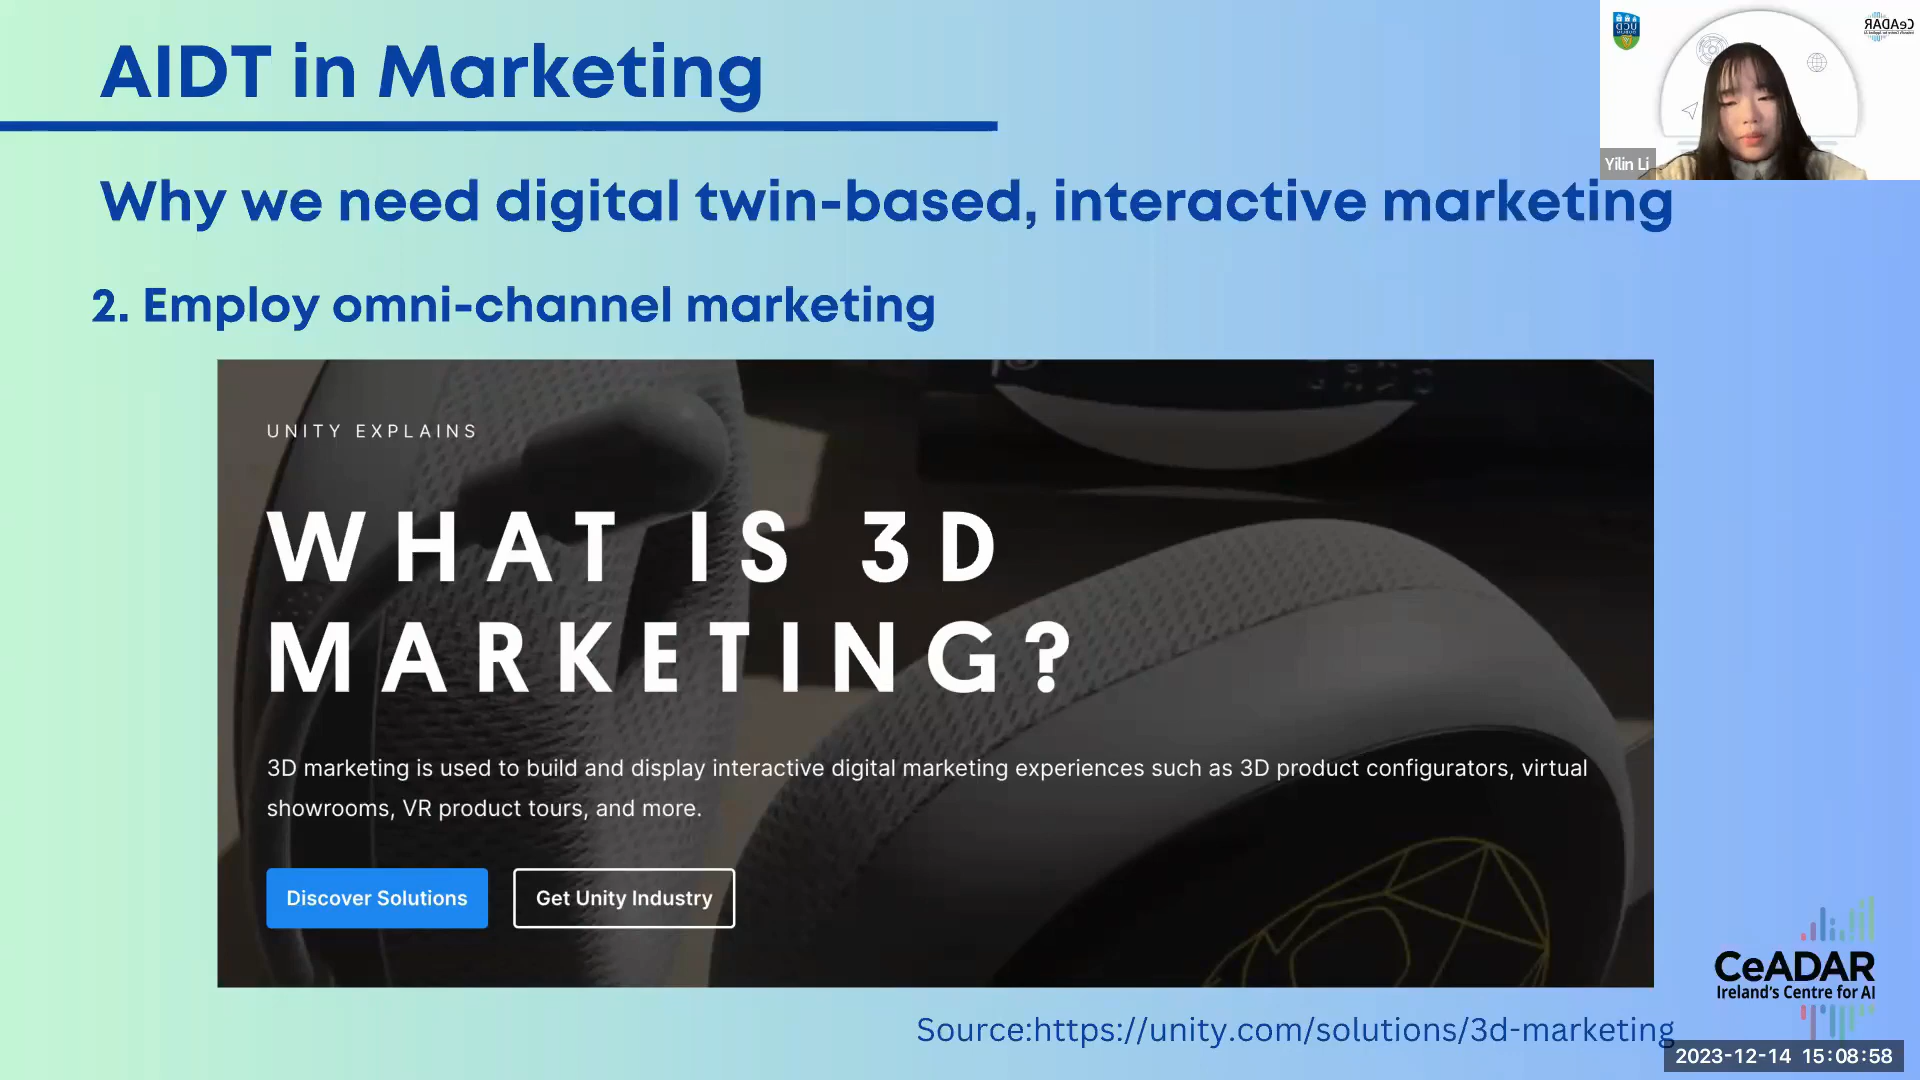 AIDT in Marketing
Yilin Li
Why we need digital twin-based, interactive marketing
2. Employ omni-channel marketing
UNITY EXPLAINS
WHAT IS 3D
MARKETING?
3D marketing is used to build and display interactive digital marketing experiences such as 3D product configurators, virtual
showrooms, VR product tours, and more.
Discover Solutions
Get Unity Industry
CeADAR
Ireland's Centre for AI
Source:https://unity.com/solutions/3d-marketing
2023-12-14 15:08:58
UCD
CeADAR